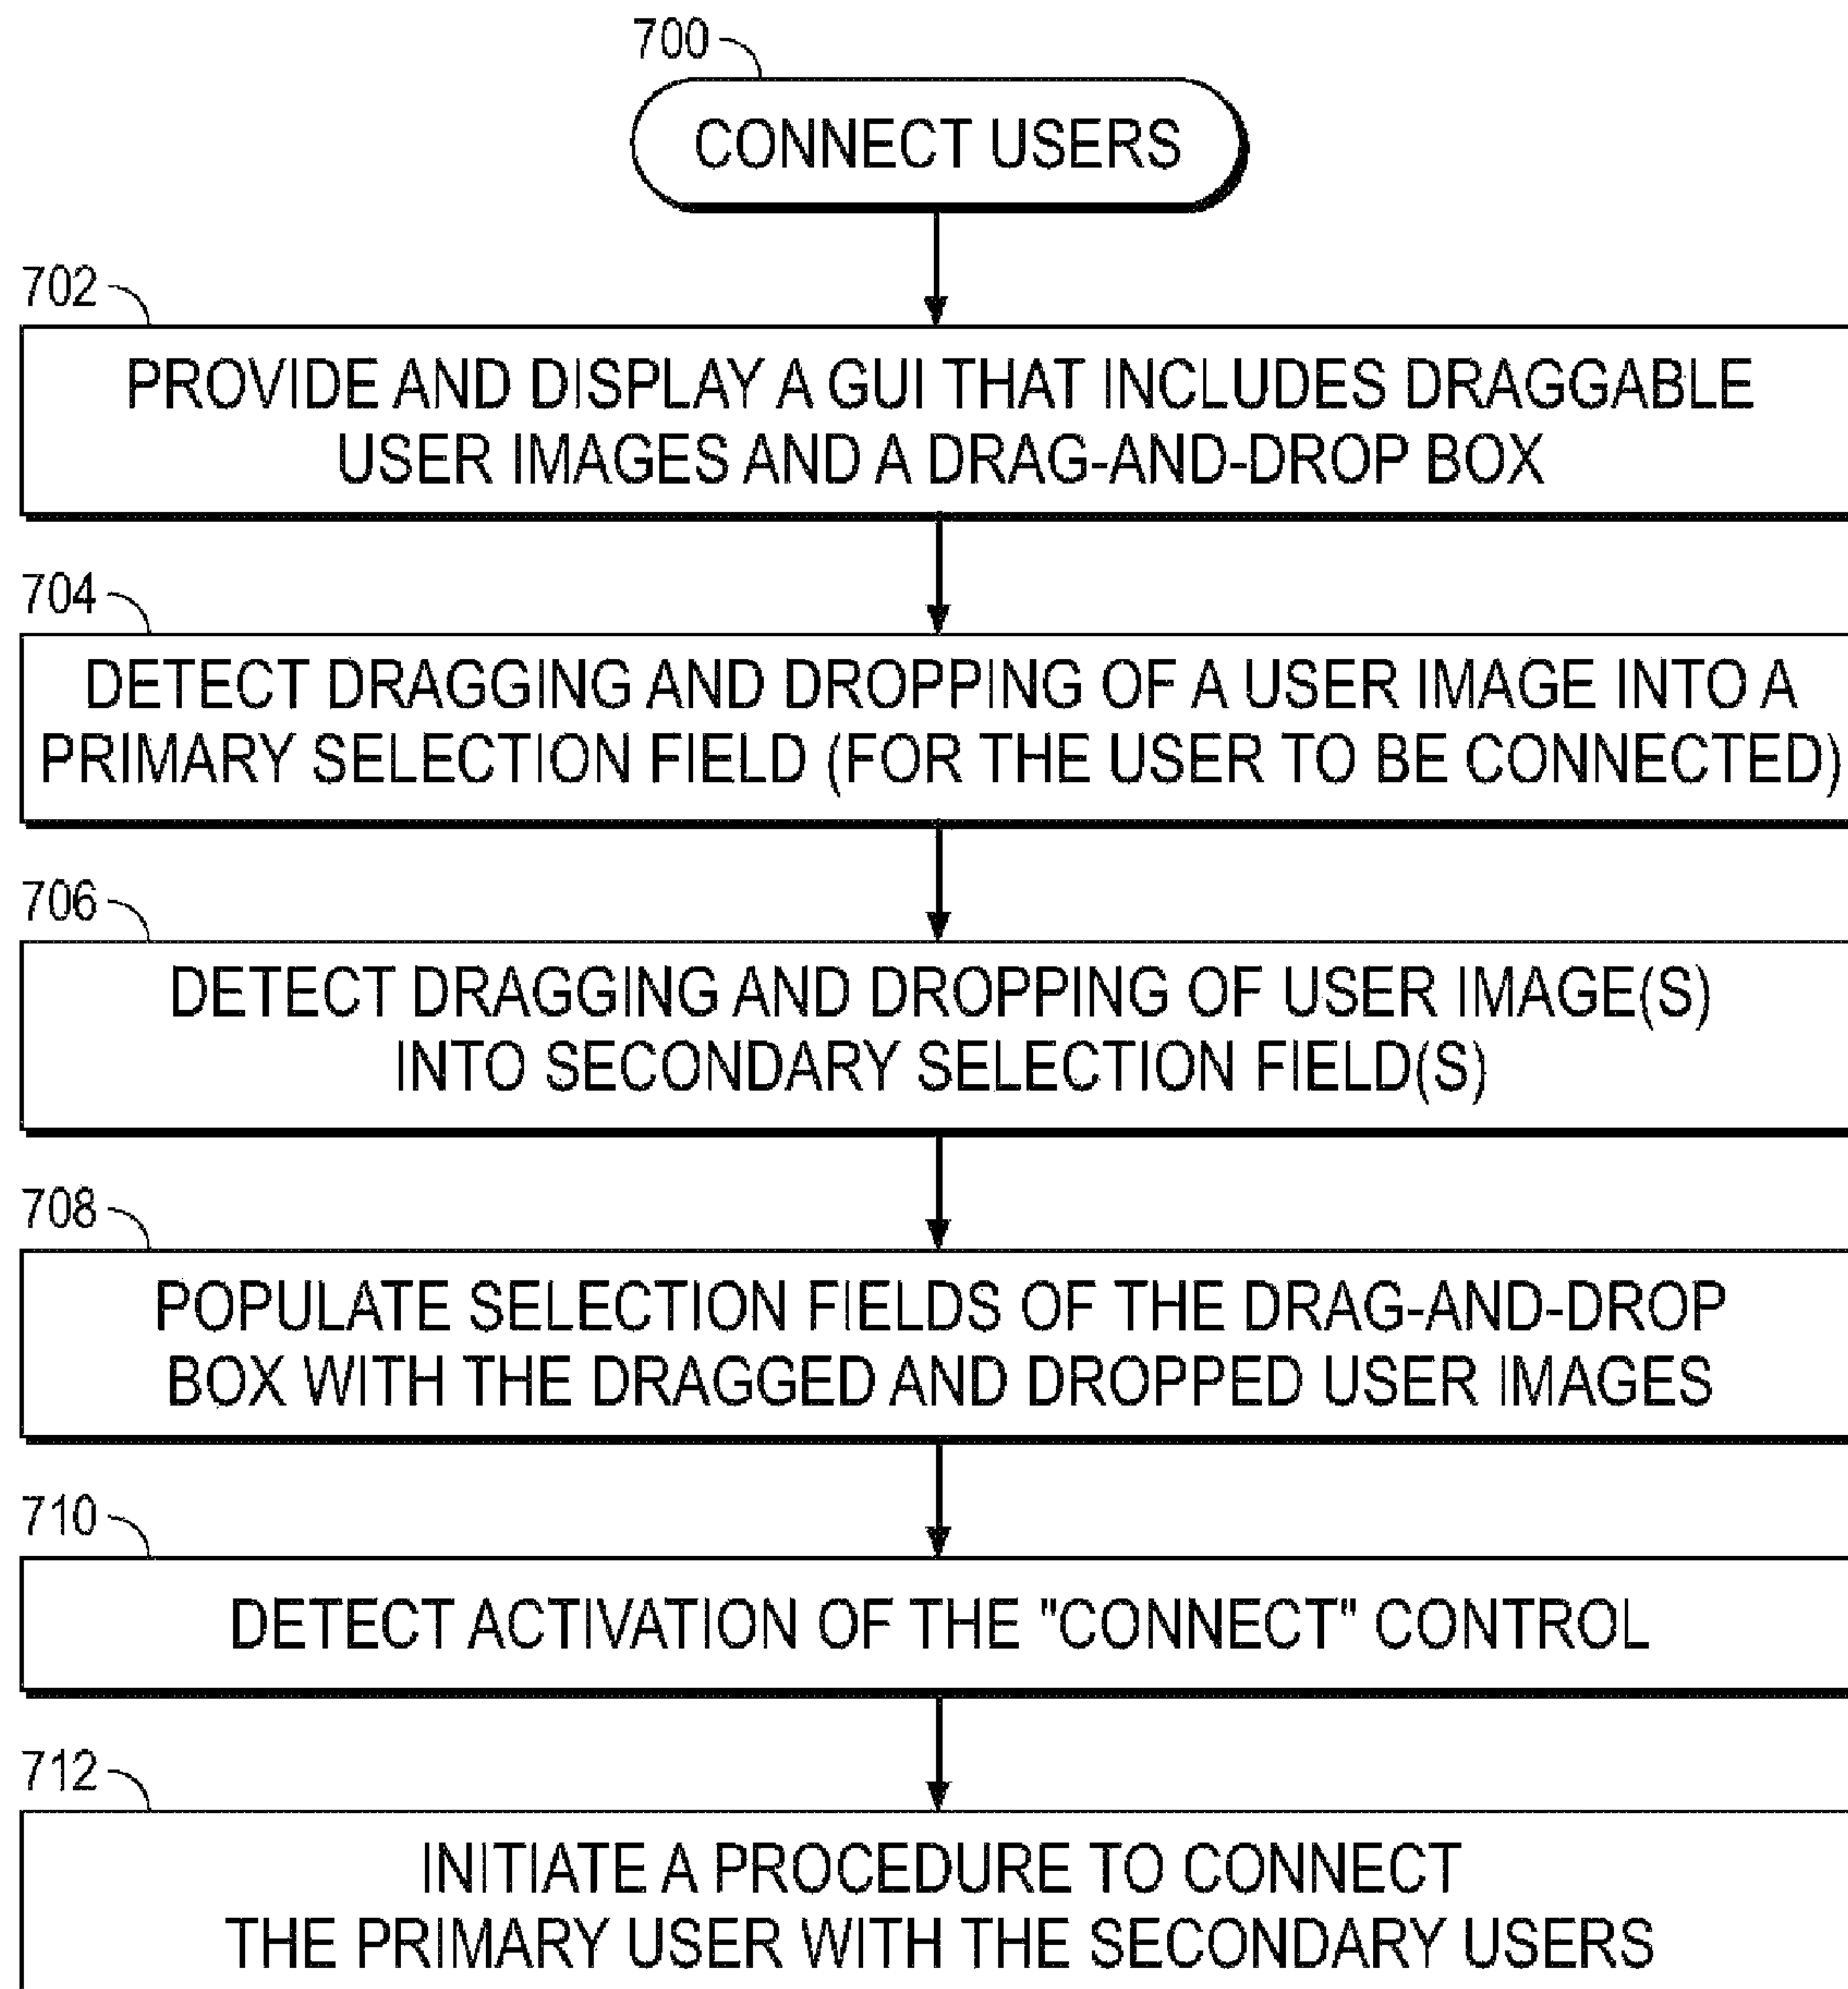 700
CONNECT USERS
702
PROVIDE AND DISPLAY A GUI THAT INCLUDES DRAGGABLE
USER IMAGES AND A DRAG-AND-DROP BOX
704
DETECT DRAGGING AND DROPPING OF A USER IMAGE INTO A
PRIMARY SELECTION FIELD (FOR THE USER TO BE CONNECTED)
706
DETECT DRAGGING AND DROPPING OF USER IMAGE(S)
INTO SECONDARY SELECTION FIELD(S)
708
POPULATE SELECTION FIELDS OF THE DRAG-AND-DROP
BOX WITH THE DRAGGED AND DROPPED USER IMAGES
710
DETECT ACTIVATION OF THE "CONNECT" CONTROL
712
INITIATE A PROCEDURE TO CONNECT
THE PRIMARY USER WITH THE SECONDARY USERS